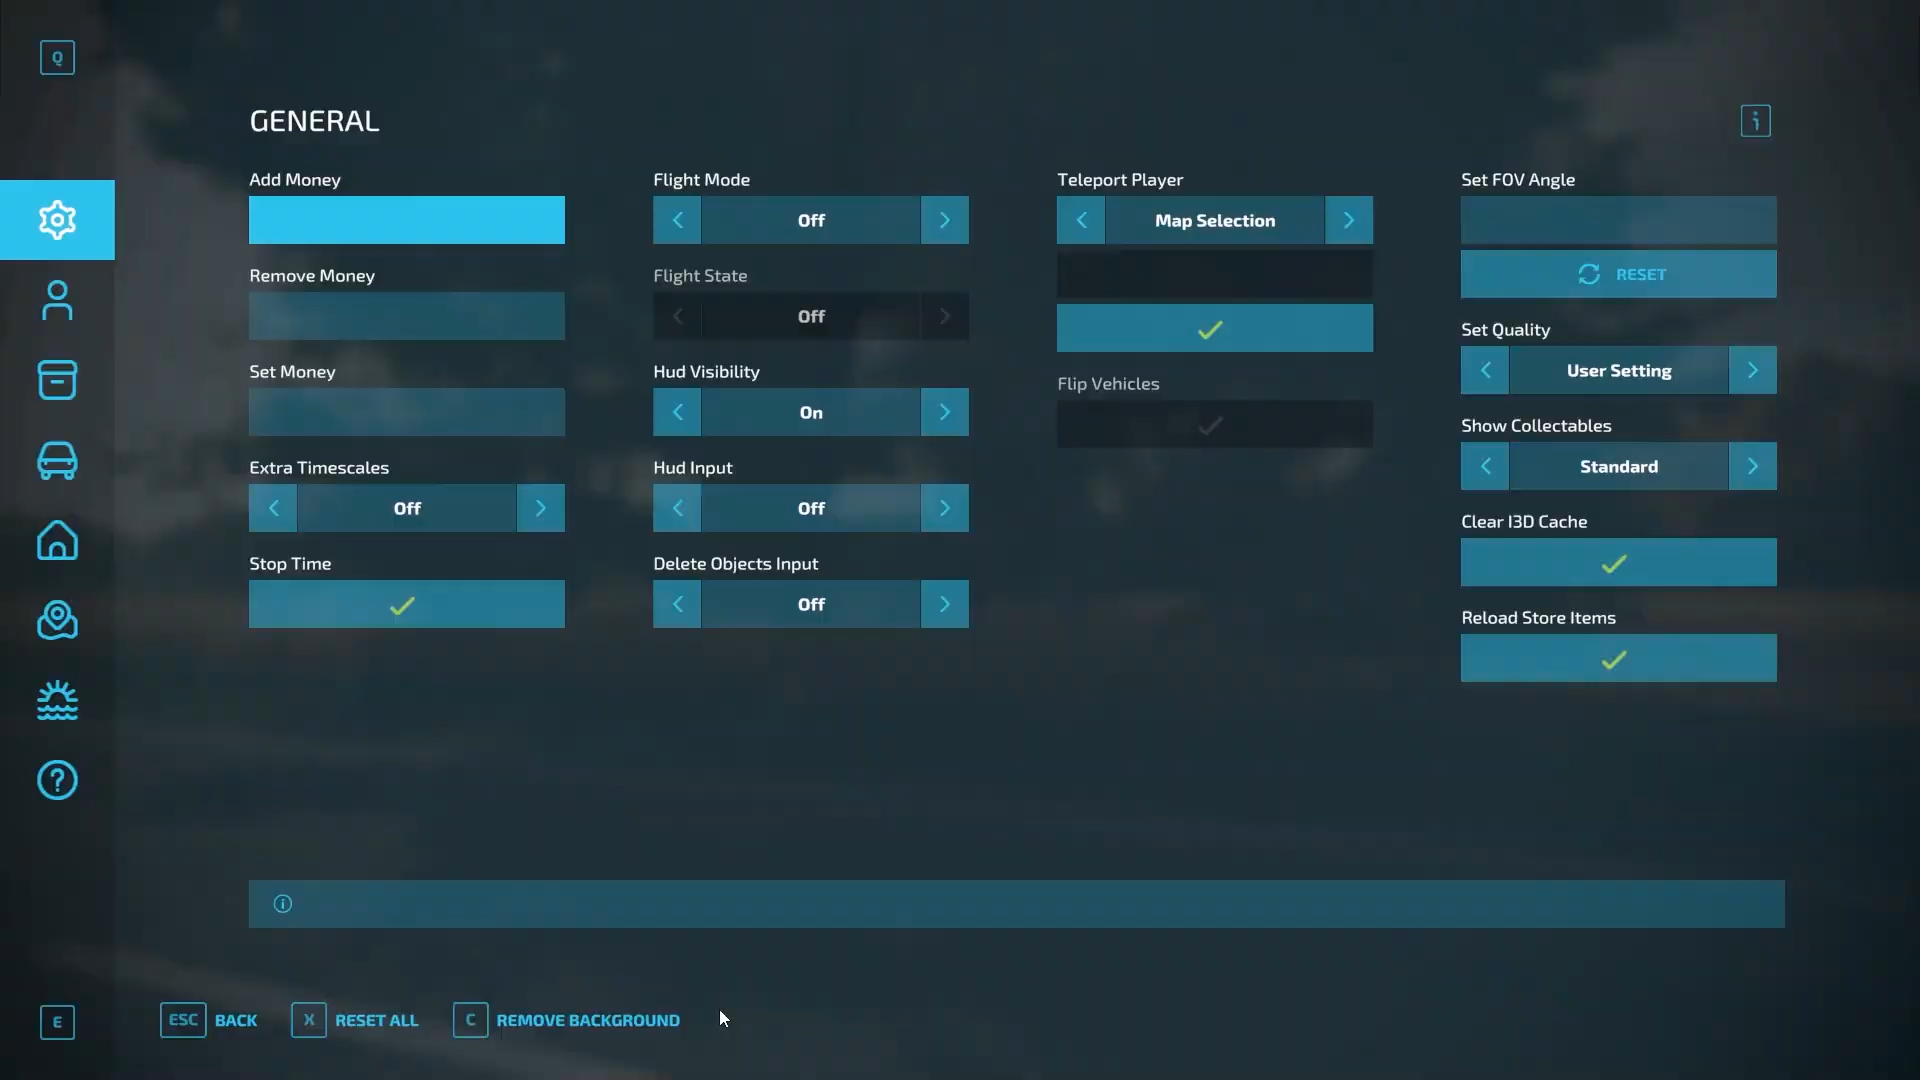 Q
GENERAL
i
Add Money
Remove Money
Set Money
Extra Timescales
Off
Stop Time
Flight Mode
Off
Flight State
Off
Hud Visibility
On
Hud Input
Off
Delete Objects Input
Off
Teleport Player
Map Selection
Flip Vehicles
Set FOV Angle
RESET
Set Quality
User Setting
Show Collectables
Standard
Clear I3D Cache
Reload Store Items
E
ESC BACK X RESET ALL C REMOVE BACKGROUND